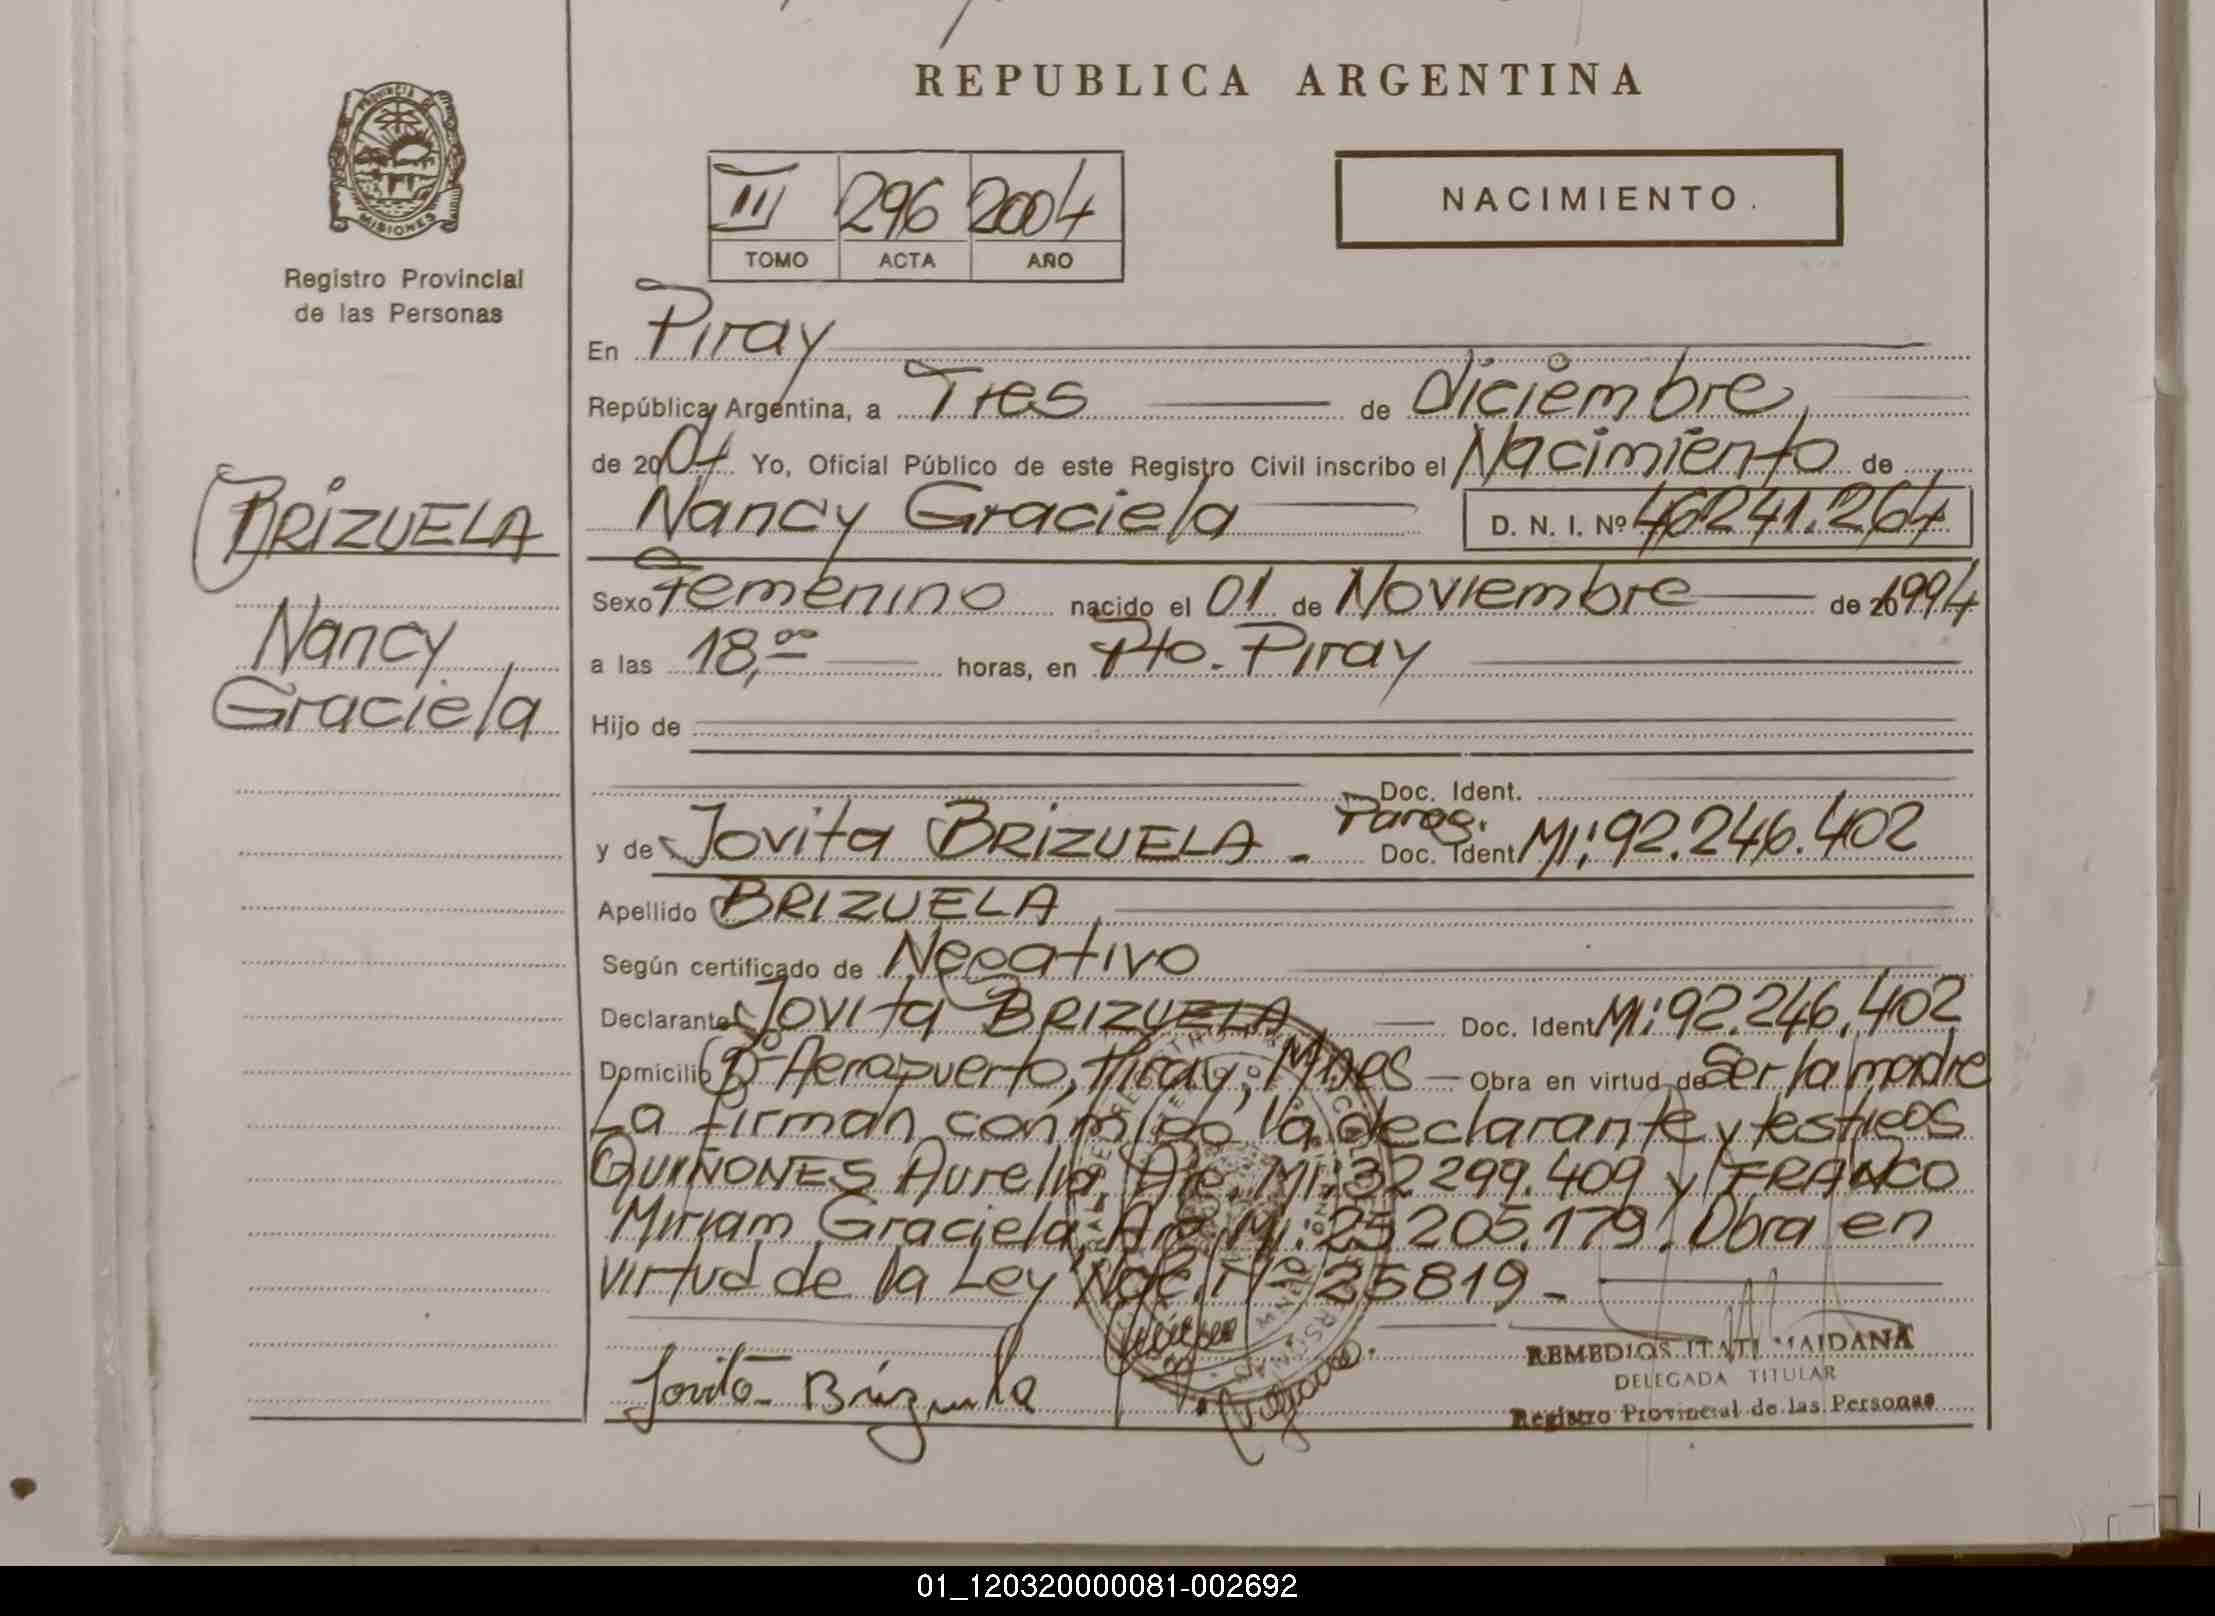 REPUBLICA ARGENTINA
PROVINCIA DE
MISIONES
Registro Provincial
de las Personas
III 296 2004
TOMO ACTA AÑO
NACIMIENTO.
BRIZUELA
Nancy
Graciela
En Piray
República Argentina, a Tres de diciembre
de 2004 Yo, Oficial Público de este Registro Civil inscribo el Nacimiento de
Nancy Graciela D. N. I. Nº 46241.264
Sexo Femenino nacido el 01 de Noviembre de 20 1994
a las 18,00 horas, en Pto. Piray
Hijo de
Doc. Ident.
Parag.
y de Jovita BRIZUELA - Doc. Ident MI: 92.246.402
Apellido BRIZUELA
Según certificado de Negativo
Declarante Jovita BRIZUELA Doc. Ident MI: 92.246.402
Domicilio Bº Aeropuerto, Piray, Mnes Obra en virtud de Ser la madre
La firman conmigo la declarante y testigos
QUIÑONES Aurelia, Arg. MI: 32.299.409 y FRANCO
Miriam Graciela, Arg. MI: 25.205.179. Obra en
virtud de la Ley Nac. Nº 25819 -
Jovita Brizuela
REMEDIOS ITATI MAIDANA
DELEGADA TITULAR
Registro Provincial de las Personas
01_120320000081-002692